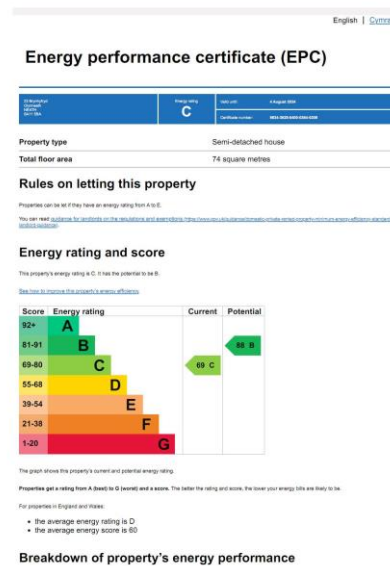 English | Cymraeg
Energy performance certificate (EPC)
Energy rating
C
Valid until:
Certificate number:
Property type Semi-detached house
Total floor area 74 square metres
Rules on letting this property
Properties can be let if they have an energy rating from A to E.
You can read guidance for landlords on the regulations and exemptions
Energy rating and score
This property's energy rating is C. It has the potential to be B.
See how to improve this property's energy efficiency.
Score Energy rating Current Potential
92+ A
81-91 B 88 B
69-80 C 69 C
55-68 D
39-54 E
21-38 F
1-20 G
The graph shows this property's current and potential energy rating.
Properties get a rating from A (best) to G (worst) and a score. The better the rating and score, the lower your energy bills are likely to be.
For properties in England and Wales:
• the average energy rating is D
• the average energy score is 60
Breakdown of property's energy performance